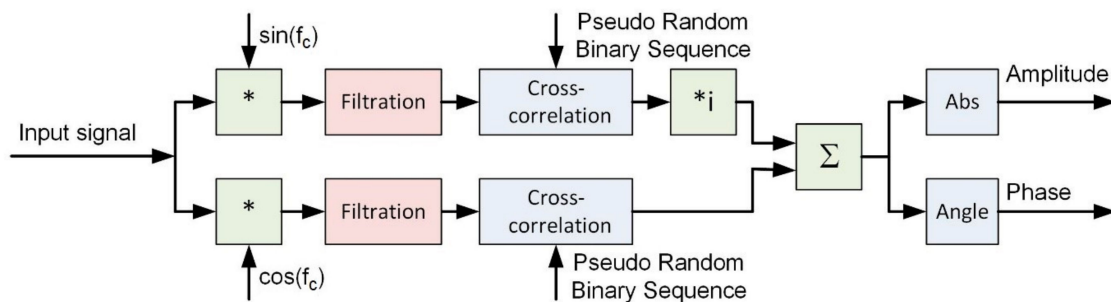 sin(fc)
Pseudo Random
Binary Sequence
*
Filtration
Cross-
correlation
*i
Abs
Amplitude
Input signal
Σ
*
Filtration
Cross-
correlation
Angle
Phase
cos(fc)
Pseudo Random
Binary Sequence